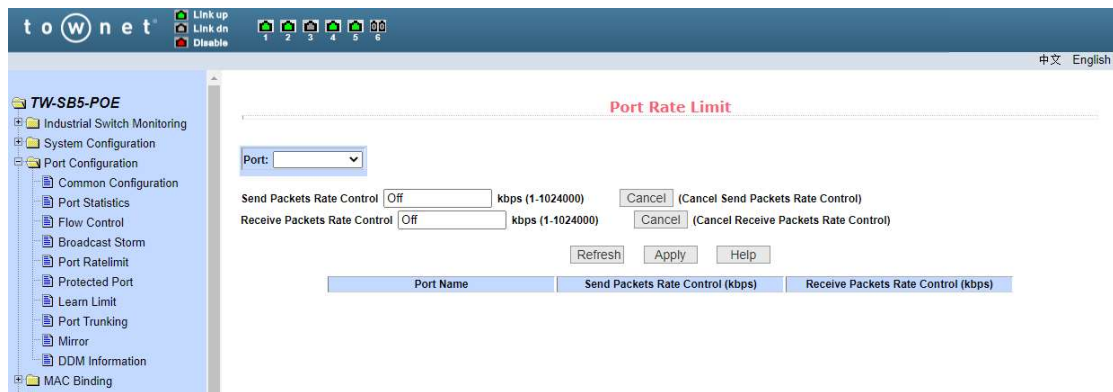 townet
Link up
Link dn
Disable
1 2 3 4 5 6
中文 English
TW-SB5-POE
Industrial Switch Monitoring
System Configuration
Port Configuration
Common Configuration
Port Statistics
Flow Control
Broadcast Storm
Port Ratelimit
Protected Port
Learn Limit
Port Trunking
Mirror
DDM Information
MAC Binding
Port Rate Limit
Port:
Send Packets Rate Control Off kbps (1-1024000) Cancel (Cancel Send Packets Rate Control)
Receive Packets Rate Control Off kbps (1-1024000) Cancel (Cancel Receive Packets Rate Control)
Refresh Apply Help
Port Name Send Packets Rate Control (kbps) Receive Packets Rate Control (kbps)